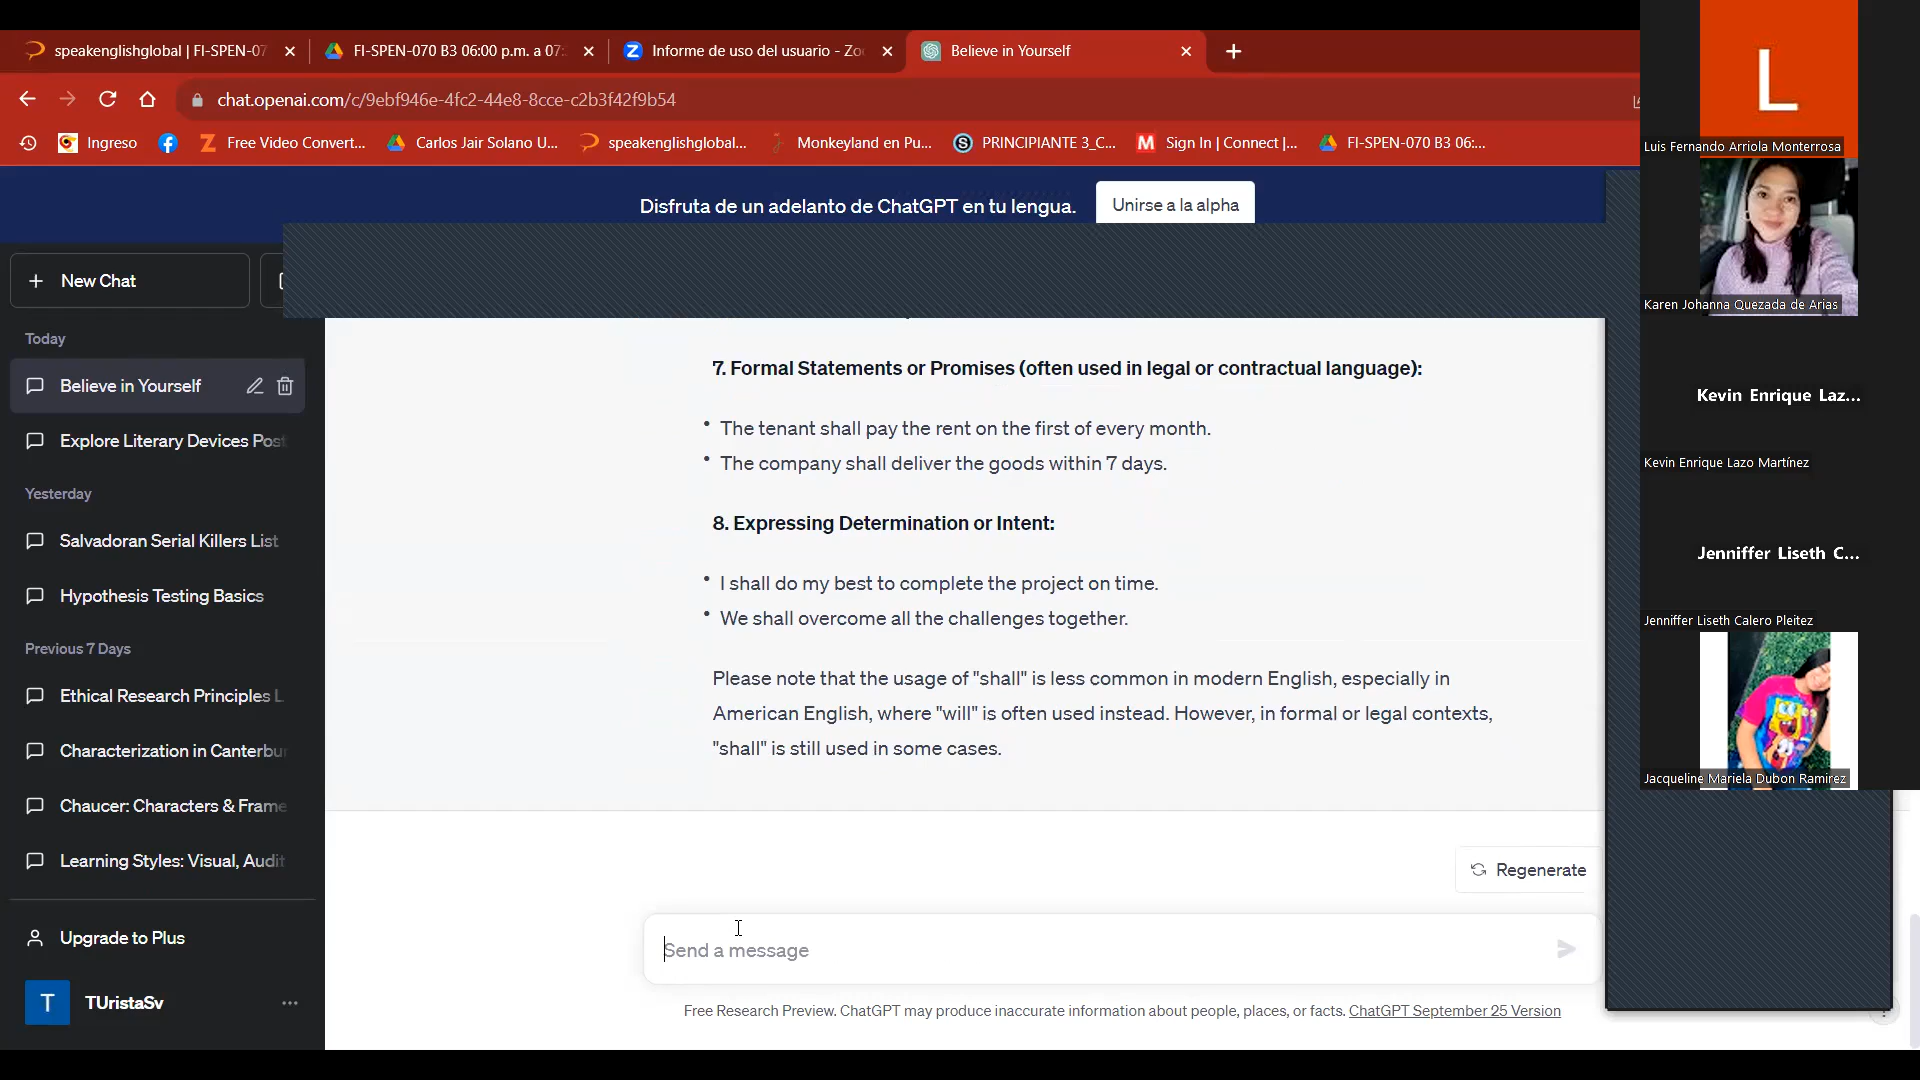 speakenglishglobal | FI-SPEN-07
FI-SPEN-070 B3 06:00 p.m. a 07:
Informe de uso del usuario - Zo
Believe in Yourself
chat.openai.com/c/9ebf946e-4fc2-44e8-8cce-c2b3f42f9b54
Ingreso
Free Video Convert...
Carlos Jair Solano U...
speakenglishglobal...
Monkeyland en Pu...
PRINCIPIANTE 3_C...
Sign In | Connect |...
FI-SPEN-070 B3 06:...
Disfruta de un adelanto de ChatGPT en tu lengua.
Unirse a la alpha
New Chat
Today
Believe in Yourself
Explore Literary Devices Post
Yesterday
Salvadoran Serial Killers List
Hypothesis Testing Basics
Previous 7 Days
Ethical Research Principles L
Characterization in Canterbu
Chaucer: Characters & Frame
Learning Styles: Visual, Audit
Upgrade to Plus
T
TUristaSv
7. Formal Statements or Promises (often used in legal or contractual language):
• The tenant shall pay the rent on the first of every month.
• The company shall deliver the goods within 7 days.
8. Expressing Determination or Intent:
• I shall do my best to complete the project on time.
• We shall overcome all the challenges together.
Please note that the usage of "shall" is less common in modern English, especially in
American English, where "will" is often used instead. However, in formal or legal contexts,
"shall" is still used in some cases.
Regenerate
Send a message
Free Research Preview. ChatGPT may produce inaccurate information about people, places, or facts. ChatGPT September 25 Version
L
Luis Fernando Arriola Monterrosa
Karen Johanna Quezada de Arias
Kevin Enrique Laz...
Kevin Enrique Lazo Martínez
Jenniffer Liseth C...
Jenniffer Liseth Calero Pleitez
Jacqueline Mariela Dubon Ramirez